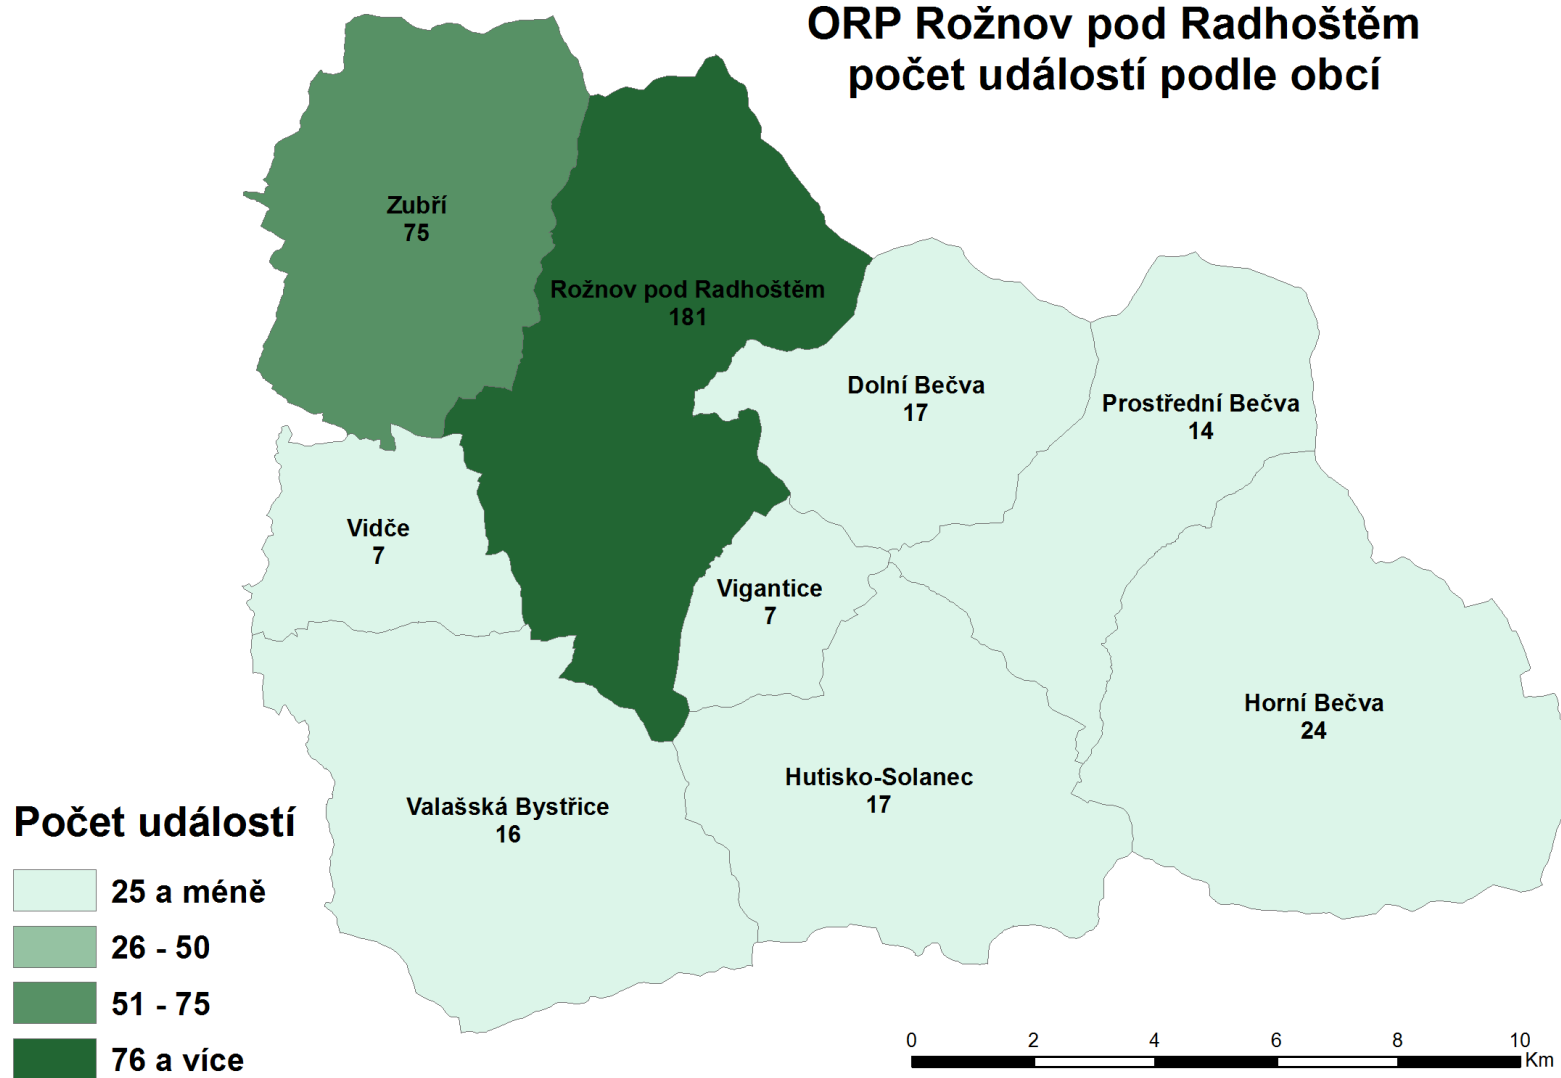 ORP Rožnov pod Radhoštěm
počet událostí podle obcí
Zubří
75
Rožnov pod Radhoštěm
181
Dolní Bečva
17
Prostřední Bečva
14
Vidče
7
Vigantice
7
Horní Bečva
24
Hutisko-Solanec
17
Valašská Bystřice
16
Počet událostí
25 a méně
26 - 50
51 - 75
76 a více
0 2 4 6 8 10
Km